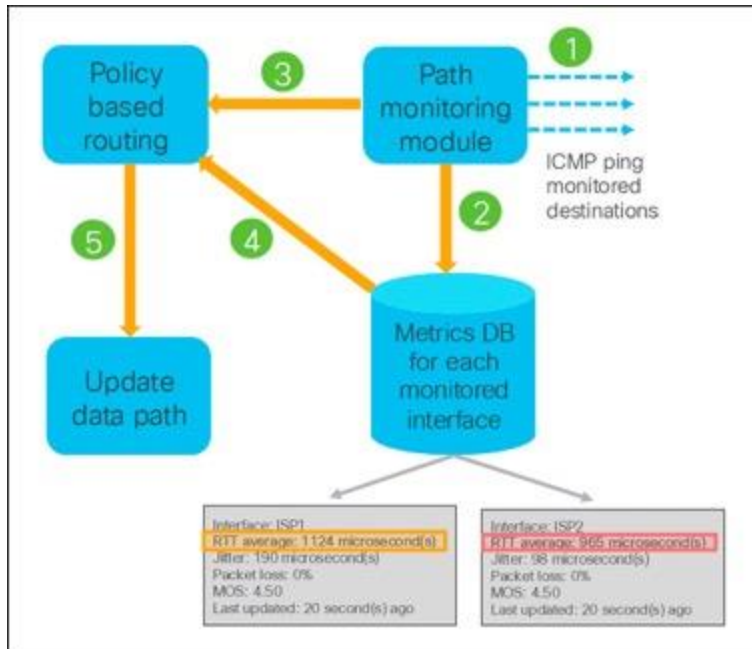 1
Policy
based
routing
3
Path
monitoring
module
ICMP ping
monitored
destinations
2
5
4
Metrics DB
for each
monitored
interface
Update
data path
Interface: ISP1
RTT average: 1124 microsecond(s)
Jitter: 190 microsecond(s)
Packet loss: 0%
MOS: 4.50
Last updated: 20 second(s) ago
Interface: ISP2
RTT average: 965 microsecond(s)
Jitter: 98 microsecond(s)
Packet loss: 0%
MOS: 4.50
Last updated: 20 second(s) ago